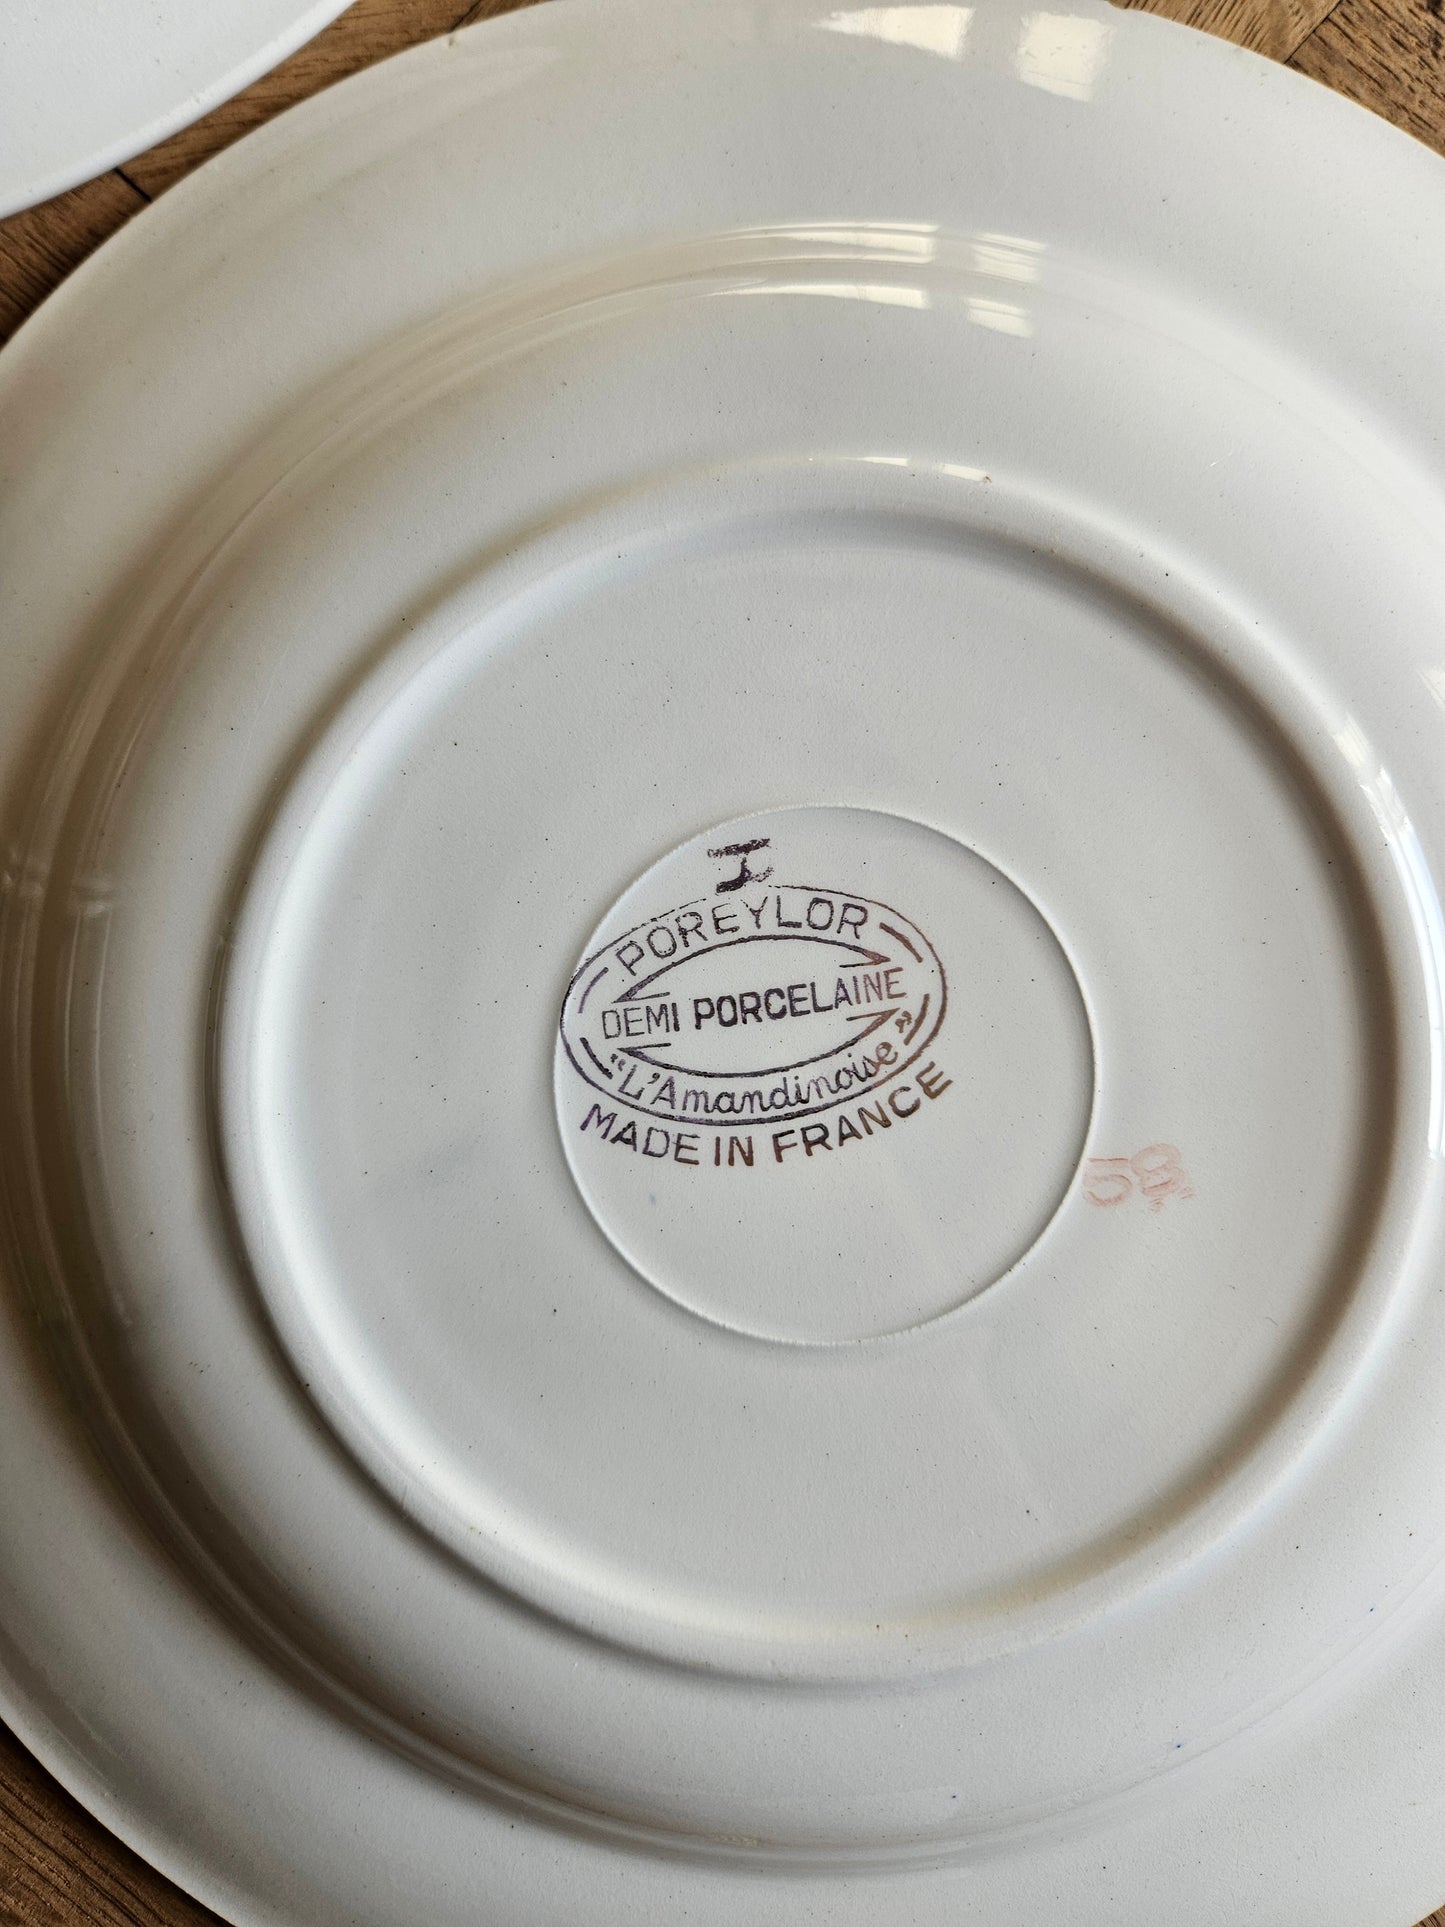 I
POREYLOR
DEMI PORCELAINE
"L'Amandinoise"
MADE IN FRANCE
58